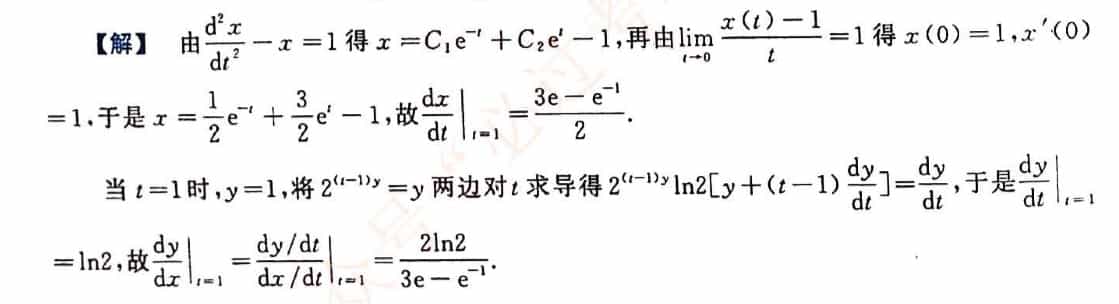 【解】 由 $\frac{d^2x}{dt^2}-x=1$ 得 $x=C_1e^{-t}+C_2e^t-1$,再由 $\lim\limits_{t\to 0}\frac{x(t)-1}{t}=1$ 得 $x(0)=1,x'(0)$
$=1$.于是 $x=\frac{1}{2}e^{-t}+\frac{3}{2}e^t-1$,故 $\left.\frac{dx}{dt}\right|_{t=1}=\frac{3e-e^{-1}}{2}$.
当 $t=1$ 时,$y=1$,将 $2^{(t-1)y}=y$ 两边对 $t$ 求导得 $2^{(t-1)y}\ln2[y+(t-1)\frac{dy}{dt}]=\frac{dy}{dt}$,于是 $\left.\frac{dy}{dt}\right|_{t=1}$
$=\ln2$,故 $\left.\frac{dy}{dx}\right|_{t=1}=\left.\frac{dy/dt}{dx/dt}\right|_{t=1}=\frac{2\ln2}{3e-e^{-1}}$.